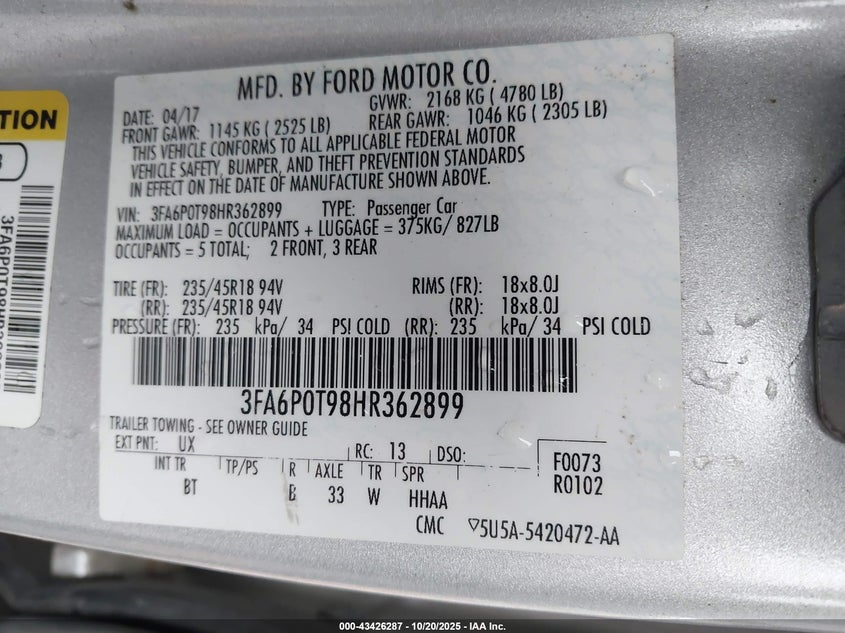 TION
3FA6P0T98HR
MFD. BY FORD MOTOR CO.
DATE: 04/17 GVWR: 2168 KG ( 4780 LB)
FRONT GAWR: 1145 KG ( 2525 LB) REAR GAWR: 1046 KG ( 2305 LB)
THIS VEHICLE CONFORMS TO ALL APPLICABLE FEDERAL MOTOR
VEHICLE SAFETY, BUMPER, AND THEFT PREVENTION STANDARDS
IN EFFECT ON THE DATE OF MANUFACTURE SHOWN ABOVE.
VIN: 3FA6P0T98HR362899 TYPE: Passenger Car
MAXIMUM LOAD = OCCUPANTS + LUGGAGE = 375KG/ 827LB
OCCUPANTS = 5 TOTAL; 2 FRONT, 3 REAR
TIRE (FR): 235/45R18 94V RIMS (FR): 18x8.0J
(RR): 235/45R18 94V (RR): 18x8.0J
PRESSURE (FR): 235 kPa/ 34 PSI COLD (RR): 235 kPa/ 34 PSI COLD
3FA6P0T98HR362899
TRAILER TOWING - SEE OWNER GUIDE
EXT PNT: UX RC: 13 DSO:
INT TR TP/PS R AXLE TR SPR
BT B 33 W HHAA
F0073
R0102
CMC ▽5U5A-5420472-AA
000-43426287 - 10/20/2025 - IAA Inc.